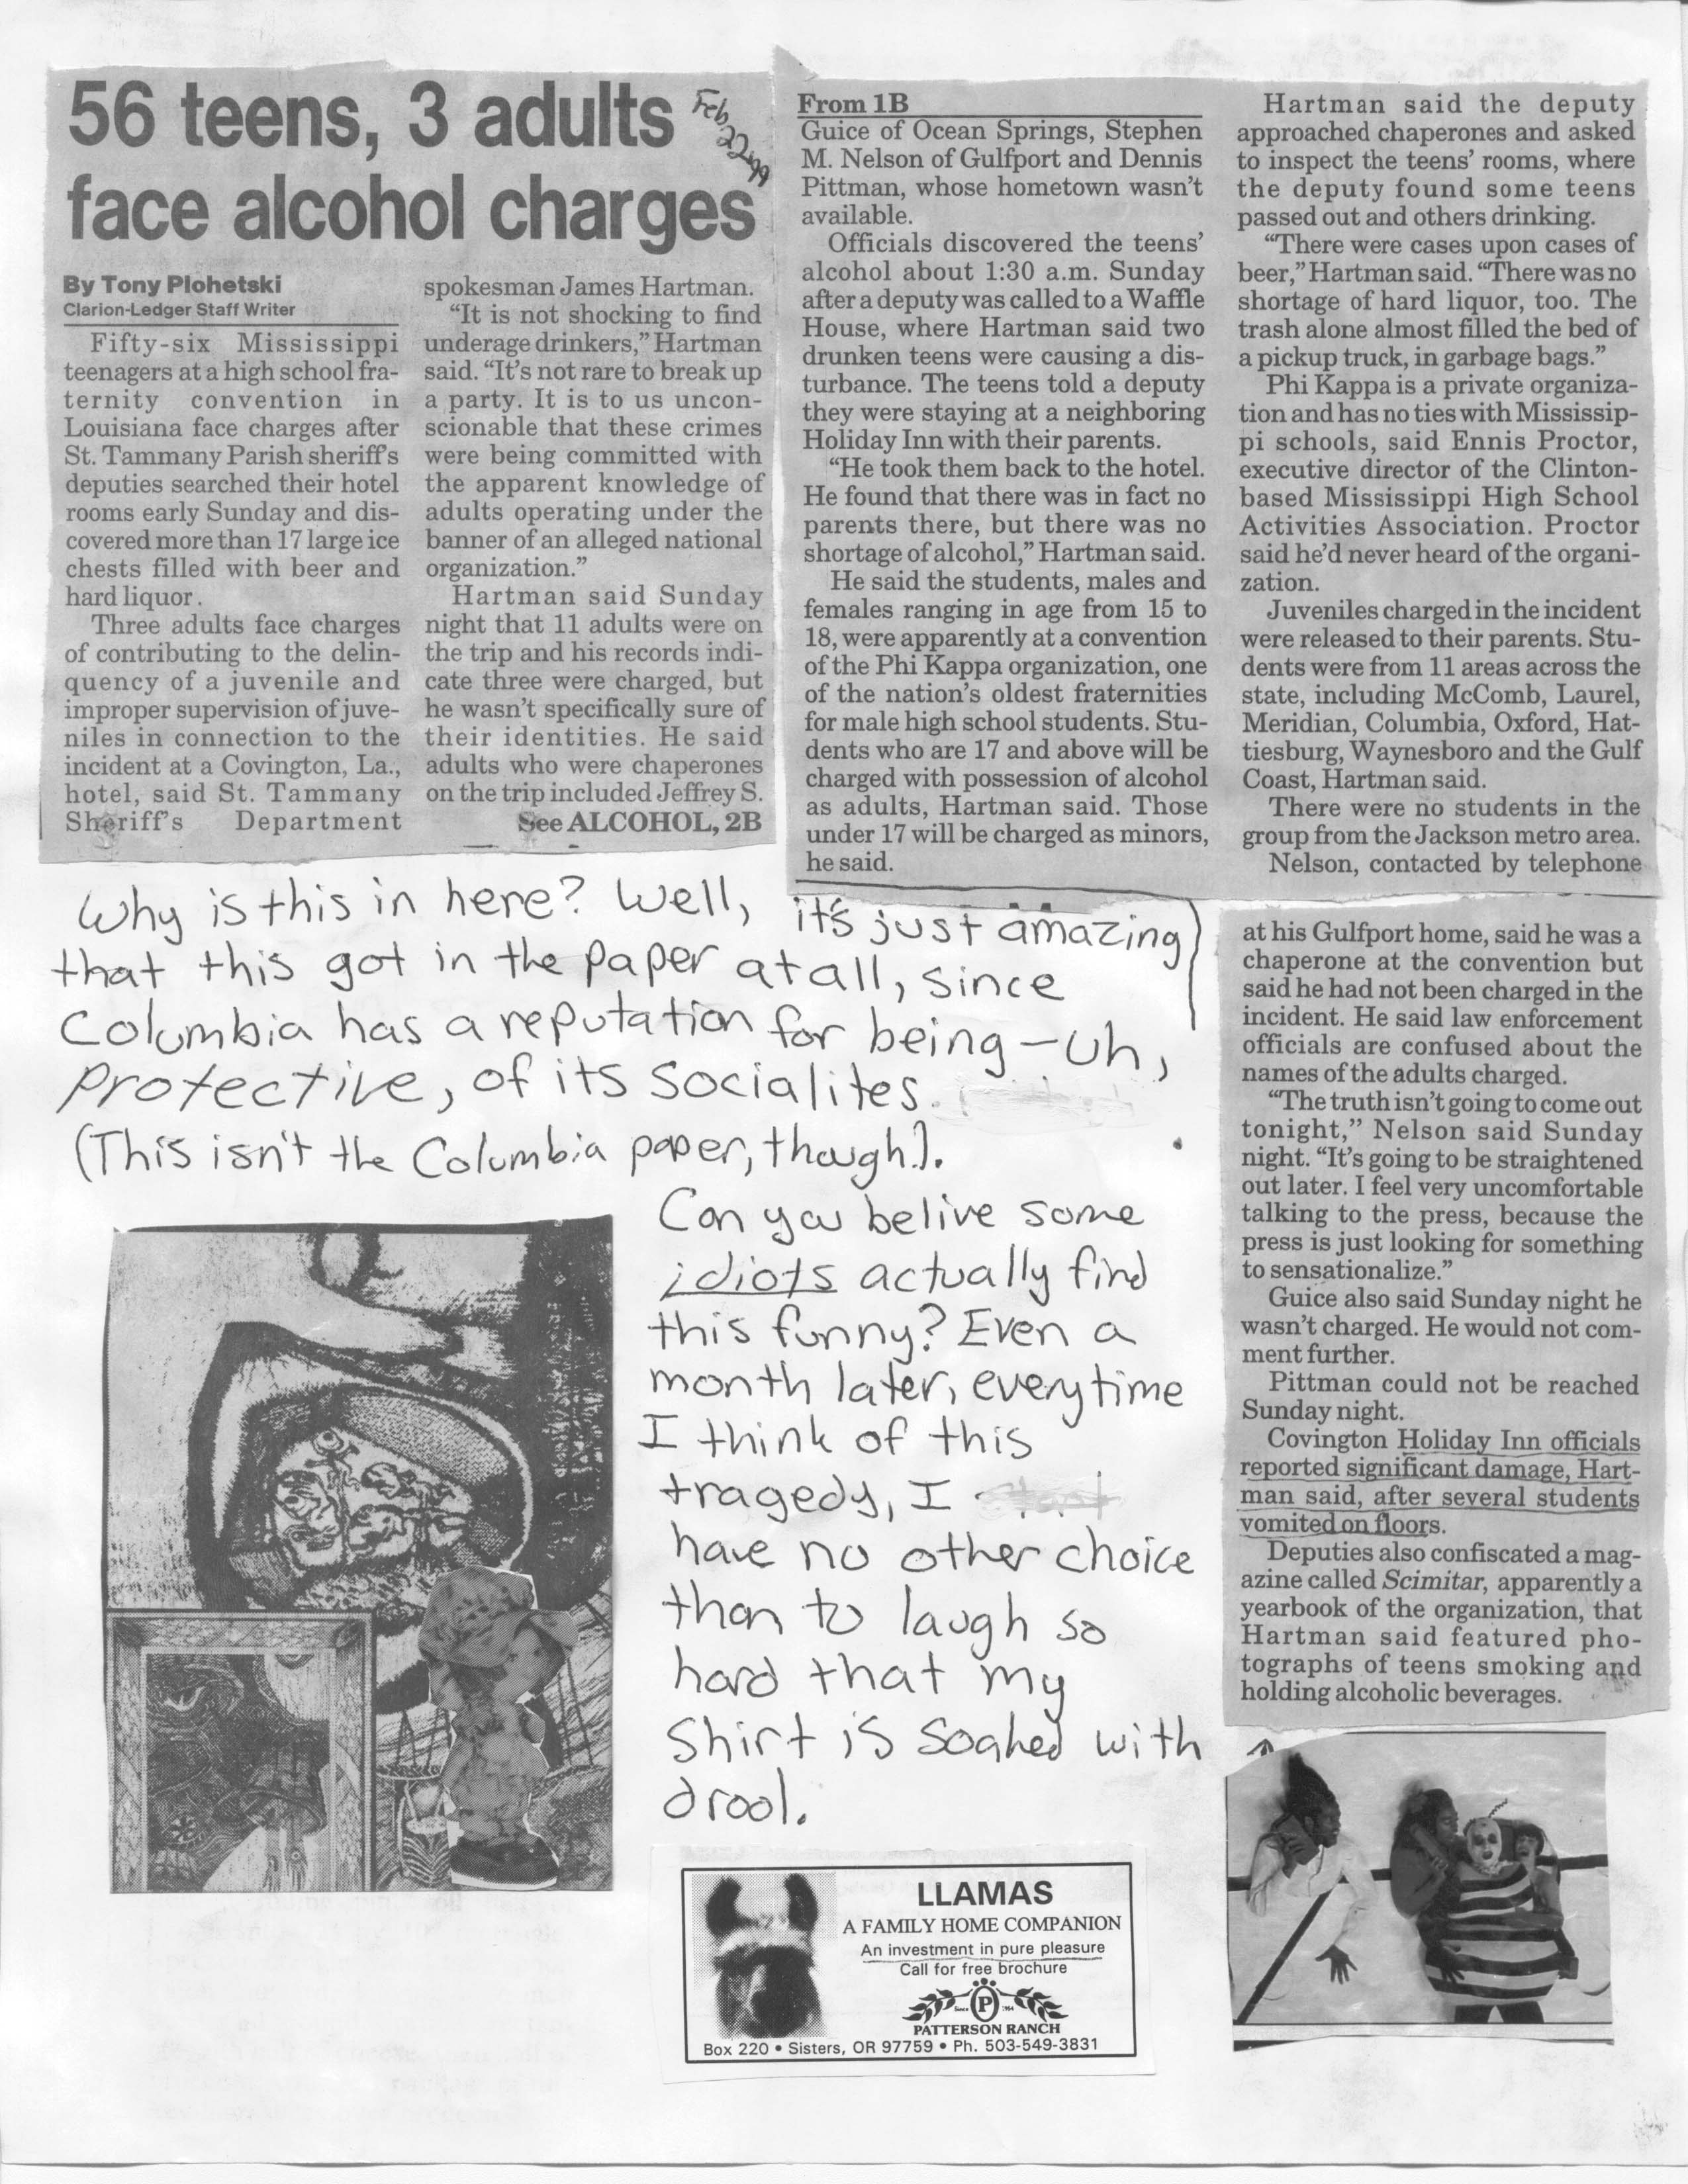 56 teens, 3 adults
face alcohol charges
Feb 22 99
By Tony Plohetski
Clarion-Ledger Staff Writer
Fifty-six Mississippi
teenagers at a high school fra-
ternity convention in
Louisiana face charges after
St. Tammany Parish sheriff's
deputies searched their hotel
rooms early Sunday and dis-
covered more than 17 large ice
chests filled with beer and
hard liquor.
Three adults face charges
of contributing to the delin-
quency of a juvenile and
improper supervision of juve-
niles in connection to the
incident at a Covington, La.,
hotel, said St. Tammany
Sheriff's Department
spokesman James Hartman.
"It is not shocking to find
underage drinkers," Hartman
said. "It's not rare to break up
a party. It is to us uncon-
scionable that these crimes
were being committed with
the apparent knowledge of
adults operating under the
banner of an alleged national
organization."
Hartman said Sunday
night that 11 adults were on
the trip and his records indi-
cate three were charged, but
he wasn't specifically sure of
their identities. He said
adults who were chaperones
on the trip included Jeffrey S.
See ALCOHOL, 2B
From 1B
Guice of Ocean Springs, Stephen
M. Nelson of Gulfport and Dennis
Pittman, whose hometown wasn't
available.
Officials discovered the teens'
alcohol about 1:30 a.m. Sunday
after a deputy was called to a Waffle
House, where Hartman said two
drunken teens were causing a dis-
turbance. The teens told a deputy
they were staying at a neighboring
Holiday Inn with their parents.
"He took them back to the hotel.
He found that there was in fact no
parents there, but there was no
shortage of alcohol," Hartman said.
He said the students, males and
females ranging in age from 15 to
18, were apparently at a convention
of the Phi Kappa organization, one
of the nation's oldest fraternities
for male high school students. Stu-
dents who are 17 and above will be
charged with possession of alcohol
as adults, Hartman said. Those
under 17 will be charged as minors,
he said.
Hartman said the deputy
approached chaperones and asked
to inspect the teens' rooms, where
the deputy found some teens
passed out and others drinking.
"There were cases upon cases of
beer," Hartman said. "There was no
shortage of hard liquor, too. The
trash alone almost filled the bed of
a pickup truck, in garbage bags."
Phi Kappa is a private organiza-
tion and has no ties with Mississip-
pi schools, said Ennis Proctor,
executive director of the Clinton-
based Mississippi High School
Activities Association. Proctor
said he'd never heard of the organi-
zation.
Juveniles charged in the incident
were released to their parents. Stu-
dents were from 11 areas across the
state, including McComb, Laurel,
Meridian, Columbia, Oxford, Hat-
tiesburg, Waynesboro and the Gulf
Coast, Hartman said.
There were no students in the
group from the Jackson metro area.
Nelson, contacted by telephone
at his Gulfport home, said he was a
chaperone at the convention but
said he had not been charged in the
incident. He said law enforcement
officials are confused about the
names of the adults charged.
"The truth isn't going to come out
tonight," Nelson said Sunday
night. "It's going to be straightened
out later. I feel very uncomfortable
talking to the press, because the
press is just looking for something
to sensationalize."
Guice also said Sunday night he
wasn't charged. He would not com-
ment further.
Pittman could not be reached
Sunday night.
Covington Holiday Inn officials
reported significant damage, Hart-
man said, after several students
vomited on floors.
Deputies also confiscated a mag-
azine called Scimitar, apparently a
yearbook of the organization, that
Hartman said featured pho-
tographs of teens smoking and
holding alcoholic beverages.
Why is this in here? Well, it's just amazing
that this got in the paper at all, since
Columbia has a reputation for being - uh,
protective, of its socialites.
(This isn't the Columbia paper, though.).
Can you belive some
idiots actually find
this funny? Even a
month later, everytime
I think of this
tragedy, I
have no other choice
than to laugh so
hard that my
shirt is soaked with
drool.
LLAMAS
A FAMILY HOME COMPANION
An investment in pure pleasure
Call for free brochure
Since P 1964
PATTERSON RANCH
Box 220 • Sisters, OR 97759 • Ph. 503-549-3831